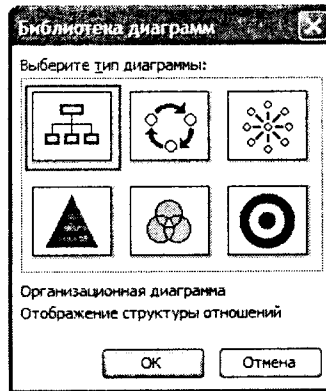 Библиотека диаграмм
Выберите тип диаграммы:
Организационная диаграмма
Отображение структуры отношений
ОК
Отмена